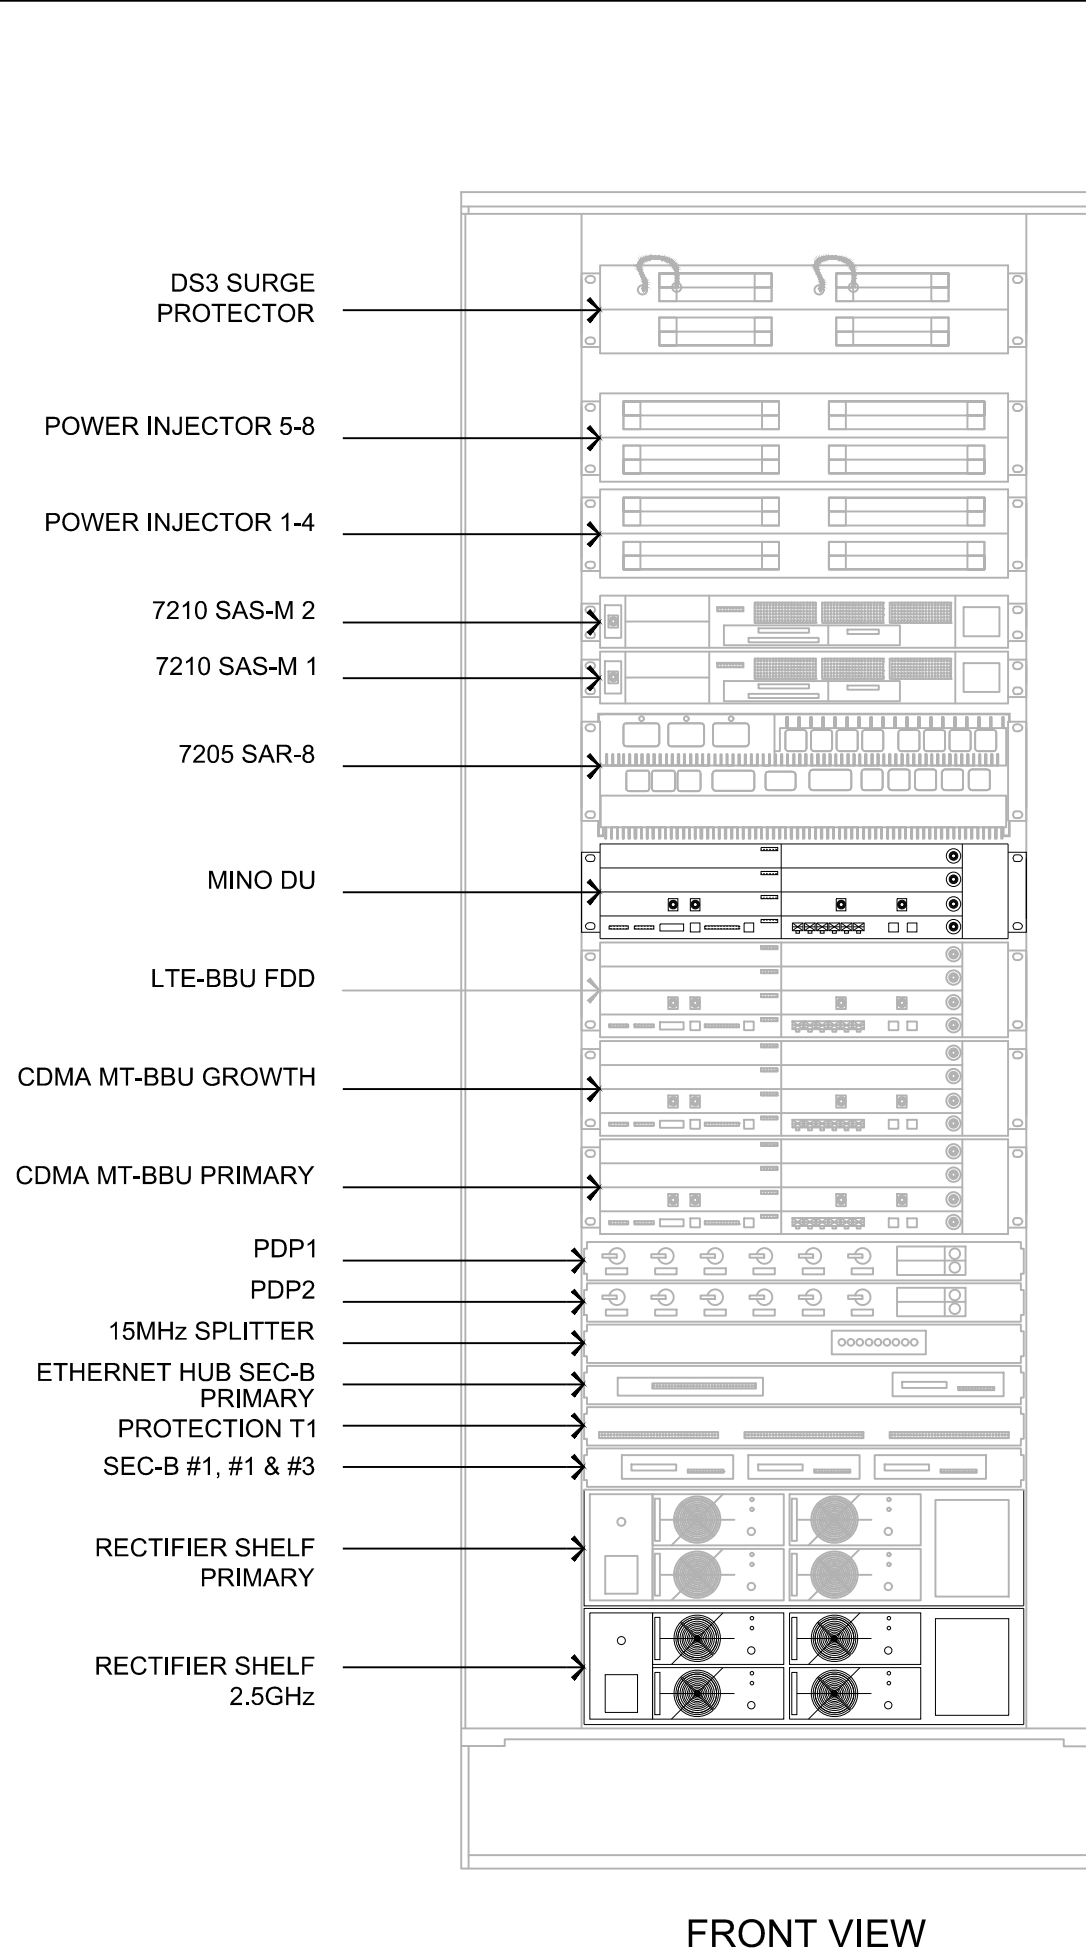 DS3 SURGE
PROTECTOR
POWER INJECTOR 5-8
POWER INJECTOR 1-4
7210 SAS-M 2
7210 SAS-M 1
7205 SAR-8
MINO DU
LTE-BBU FDD
CDMA MT-BBU GROWTH
CDMA MT-BBU PRIMARY
PDP1
PDP2
15MHz SPLITTER
ETHERNET HUB SEC-B
PRIMARY
PROTECTION T1
SEC-B #1, #1 & #3
RECTIFIER SHELF
PRIMARY
RECTIFIER SHELF
2.5GHz
FRONT VIEW